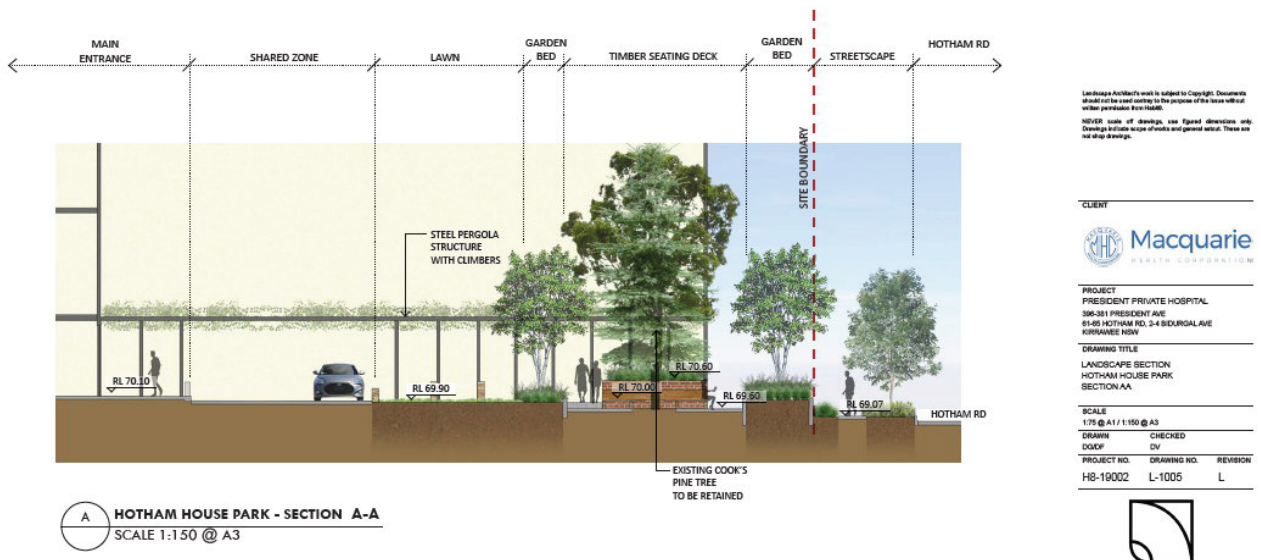 MAIN
ENTRANCE
SHARED ZONE
LAWN
GARDEN
BED
TIMBER SEATING DECK
GARDEN
BED
STREETSCAPE
HOTHAM RD
SITE BOUNDARY
STEEL PERGOLA
STRUCTURE
WITH CLIMBERS
RL 70.10
RL 69.90
RL 70.00
RL 70.60
RL 69.60
RL 69.07
HOTHAM RD
EXISTING COOK'S
PINE TREE
TO BE RETAINED
A
HOTHAM HOUSE PARK - SECTION A-A
SCALE 1:150 @ A3
Landscape Architect's work is subject to Copyright. Documents
should not be used contrary to the purpose of the issue without
written permission from Habit8.
NEVER scale off drawings, use figured dimensions only.
Drawings indicate scope of works and general setout. These are
not shop drawings.
CLIENT
MHC
Macquarie
HEALTH CORPORATION
PROJECT
PRESIDENT PRIVATE HOSPITAL
396-381 PRESIDENT AVE
61-65 HOTHAM RD, 2-4 BIDURGAL AVE
KIRRAWEE NSW
DRAWING TITLE
LANDSCAPE SECTION
HOTHAM HOUSE PARK
SECTION AA
SCALE
1:75 @ A1 / 1:150 @ A3
DRAWN CHECKED
DG/DF DV
PROJECT NO. DRAWING NO. REVISION
H8-19002 L-1005 L